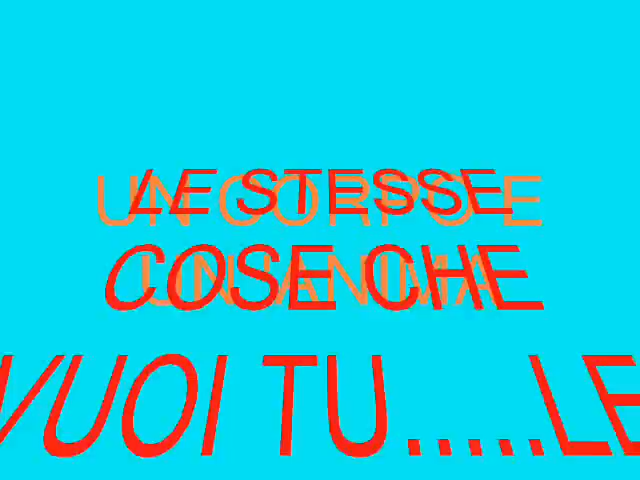 UN CORPO E
LE STESSE
UN'ANIMA
COSE CHE
VUOI TU.....LE